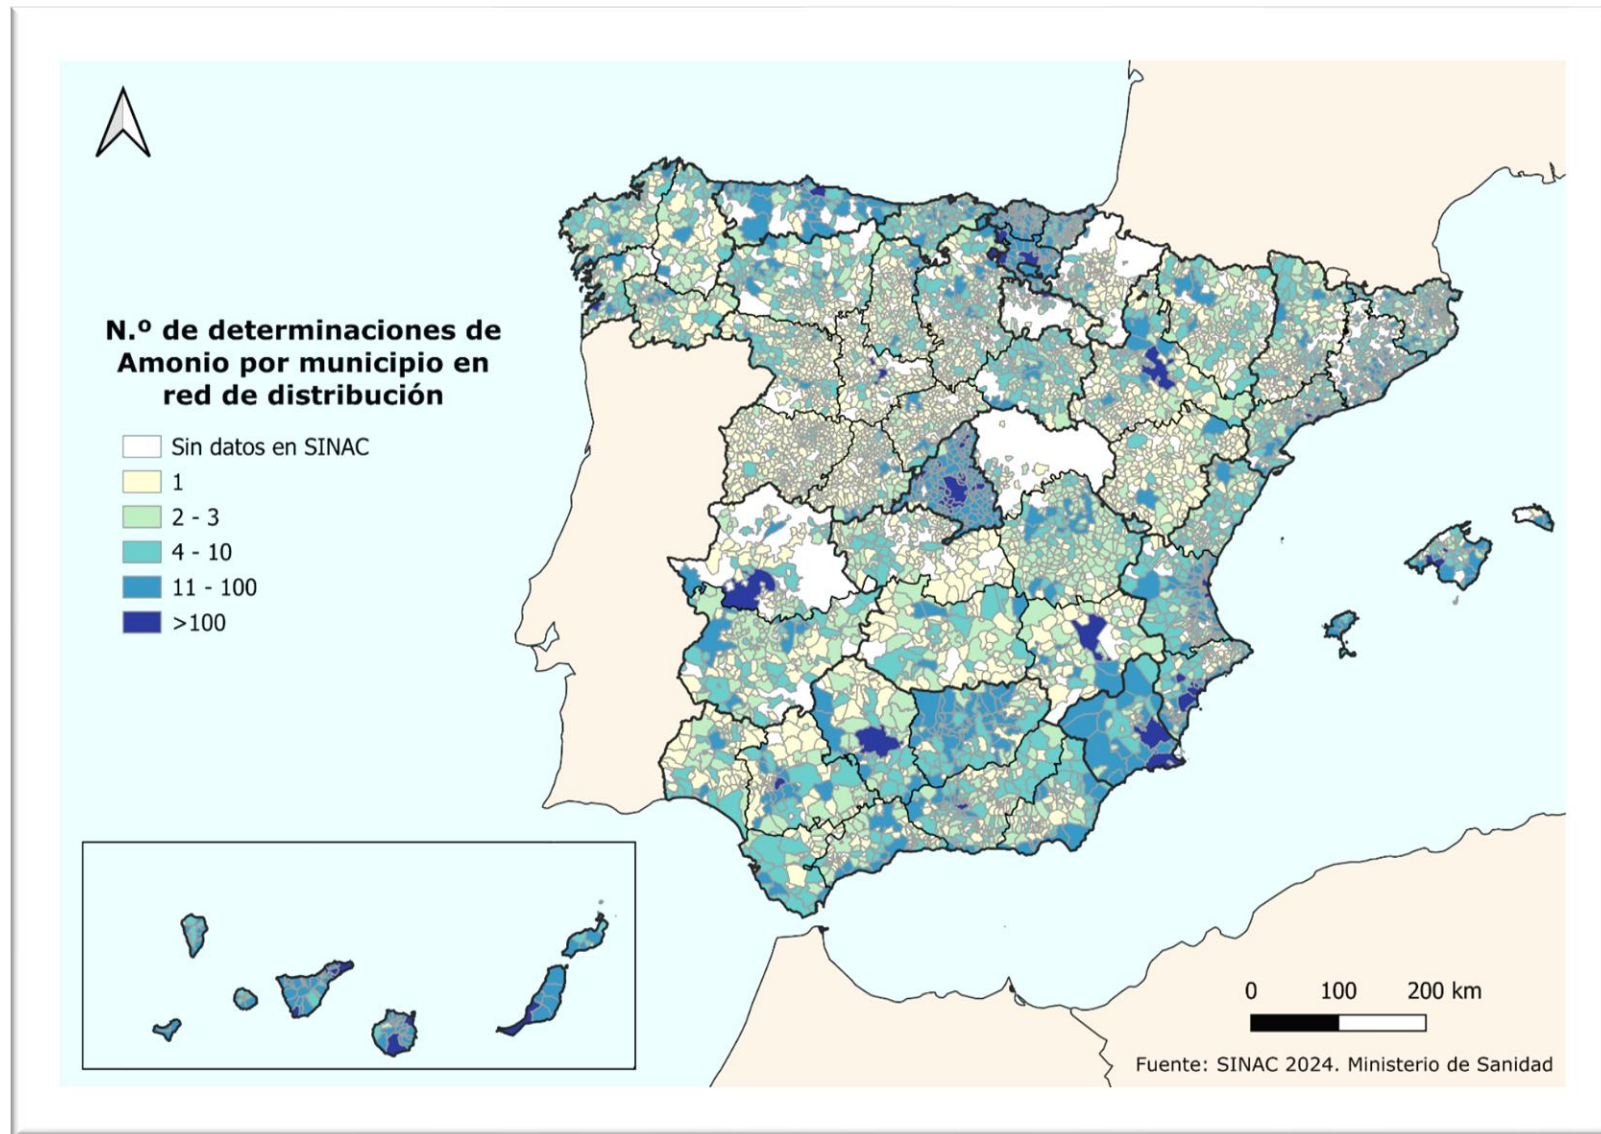 N.º de determinaciones de
Amonio por municipio en
red de distribución
Sin datos en SINAC
1
2 - 3
4 - 10
11 - 100
>100
0 100 200 km
Fuente: SINAC 2024. Ministerio de Sanidad